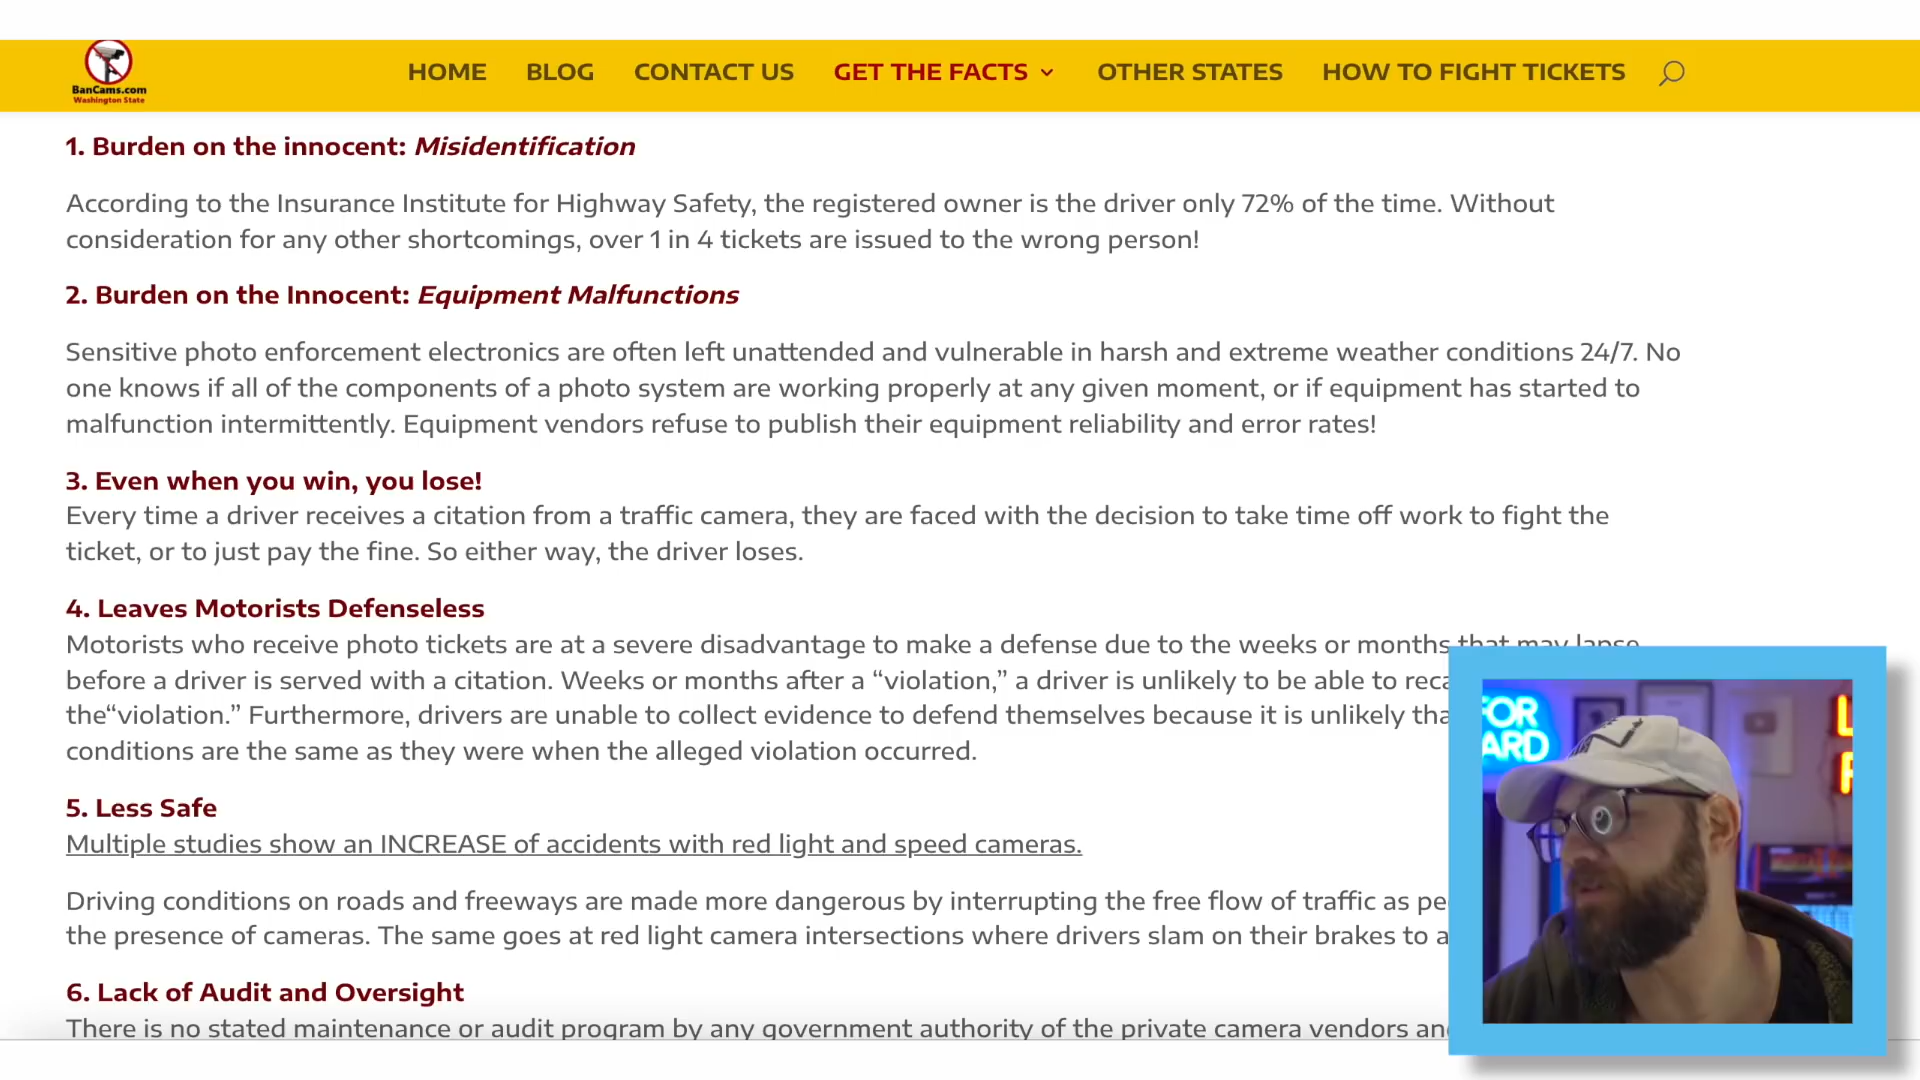 BanCams.com
Washington State
HOME BLOG CONTACT US GET THE FACTS OTHER STATES HOW TO FIGHT TICKETS
1. Burden on the innocent: Misidentification
According to the Insurance Institute for Highway Safety, the registered owner is the driver only 72% of the time. Without
consideration for any other shortcomings, over 1 in 4 tickets are issued to the wrong person!
2. Burden on the Innocent: Equipment Malfunctions
Sensitive photo enforcement electronics are often left unattended and vulnerable in harsh and extreme weather conditions 24/7. No
one knows if all of the components of a photo system are working properly at any given moment, or if equipment has started to
malfunction intermittently. Equipment vendors refuse to publish their equipment reliability and error rates!
3. Even when you win, you lose!
Every time a driver receives a citation from a traffic camera, they are faced with the decision to take time off work to fight the
ticket, or to just pay the fine. So either way, the driver loses.
4. Leaves Motorists Defenseless
Motorists who receive photo tickets are at a severe disadvantage to make a defense due to the weeks or months that may lapse
before a driver is served with a citation. Weeks or months after a “violation,” a driver is unlikely to be able to
the“violation.” Furthermore, drivers are unable to collect evidence to defend themselves because it is unlikely
conditions are the same as they were when the alleged violation occurred.
5. Less Safe
Multiple studies show an INCREASE of accidents with red light and speed cameras.
Driving conditions on roads and freeways are made more dangerous by interrupting the free flow of traffic as
the presence of cameras. The same goes at red light camera intersections where drivers slam on their brakes to
6. Lack of Audit and Oversight
There is no stated maintenance or audit program by any government authority of the private camera vendors
FOR